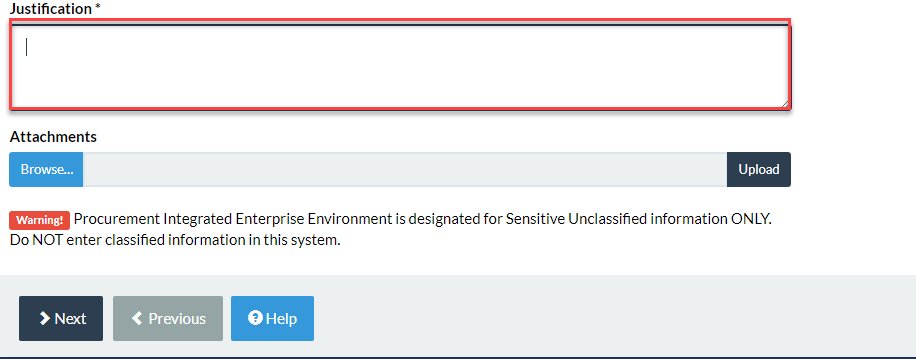 Justification *
Attachments
Browse... Upload
Warning! Procurement Integrated Enterprise Environment is designated for Sensitive Unclassified information ONLY.
Do NOT enter classified information in this system.
Next Previous Help